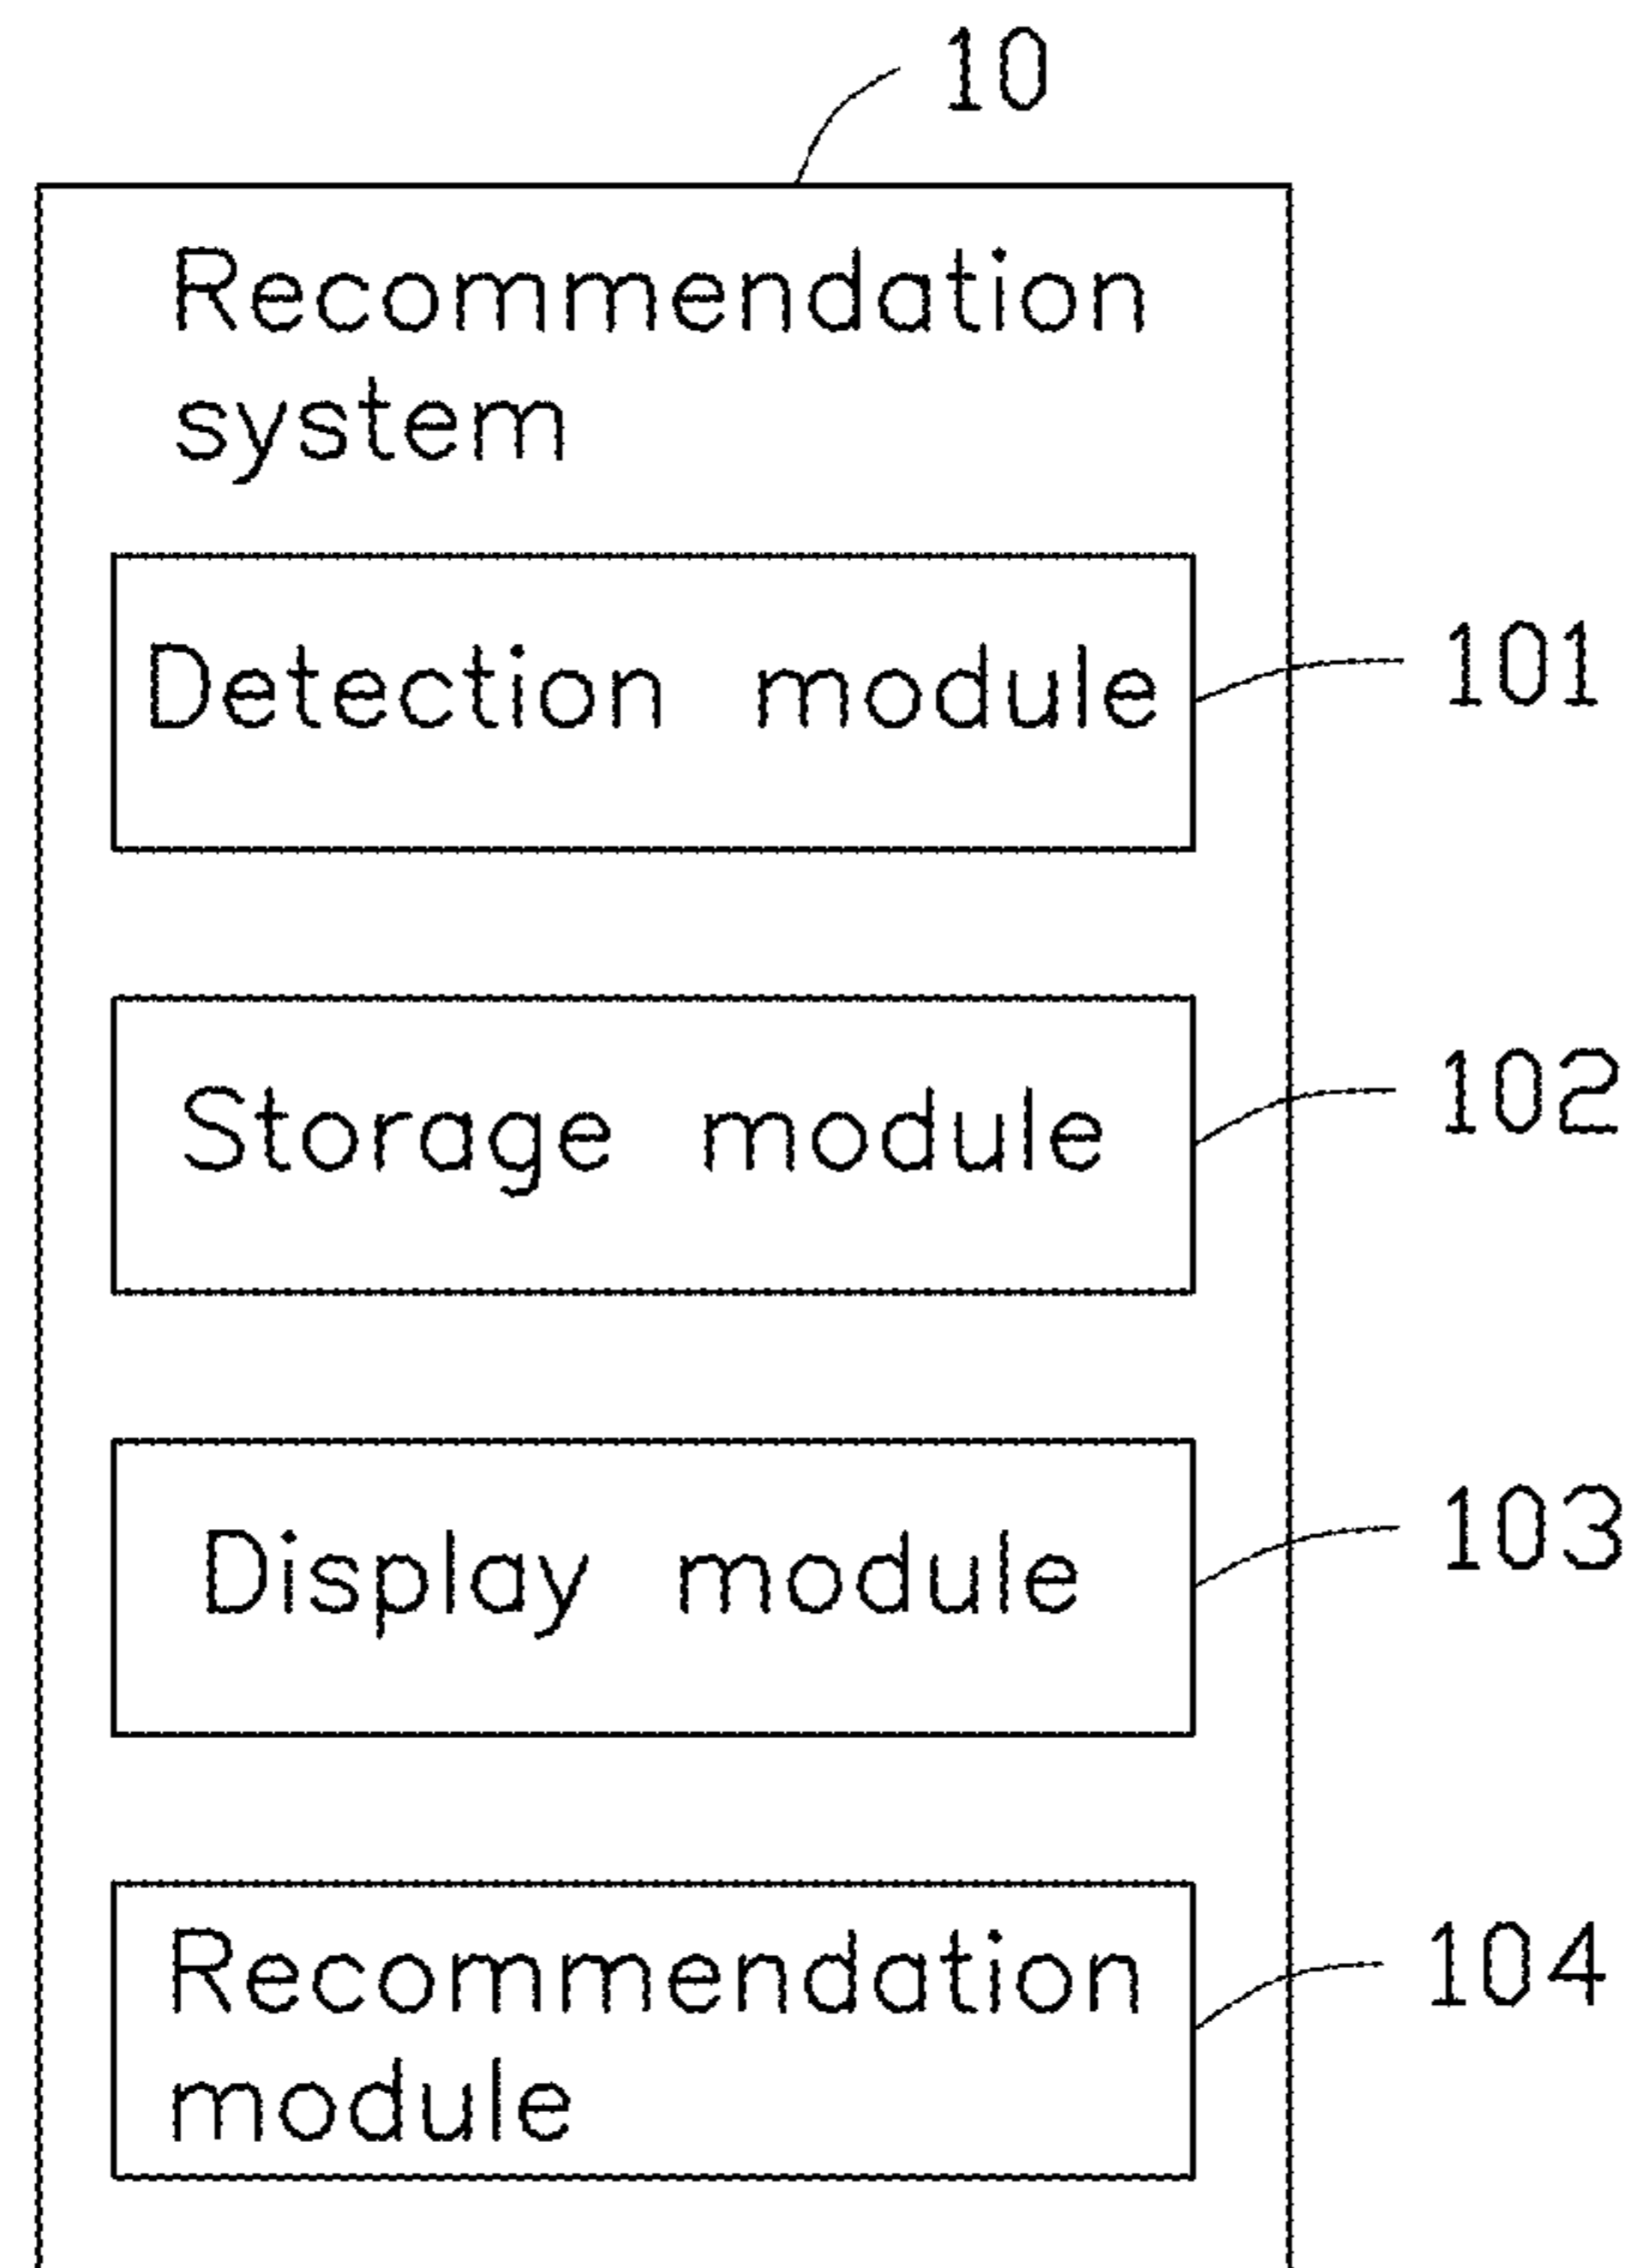 10
Recommendation
system
Detection module
101
Storage module
102
Display module
103
Recommendation
module
104